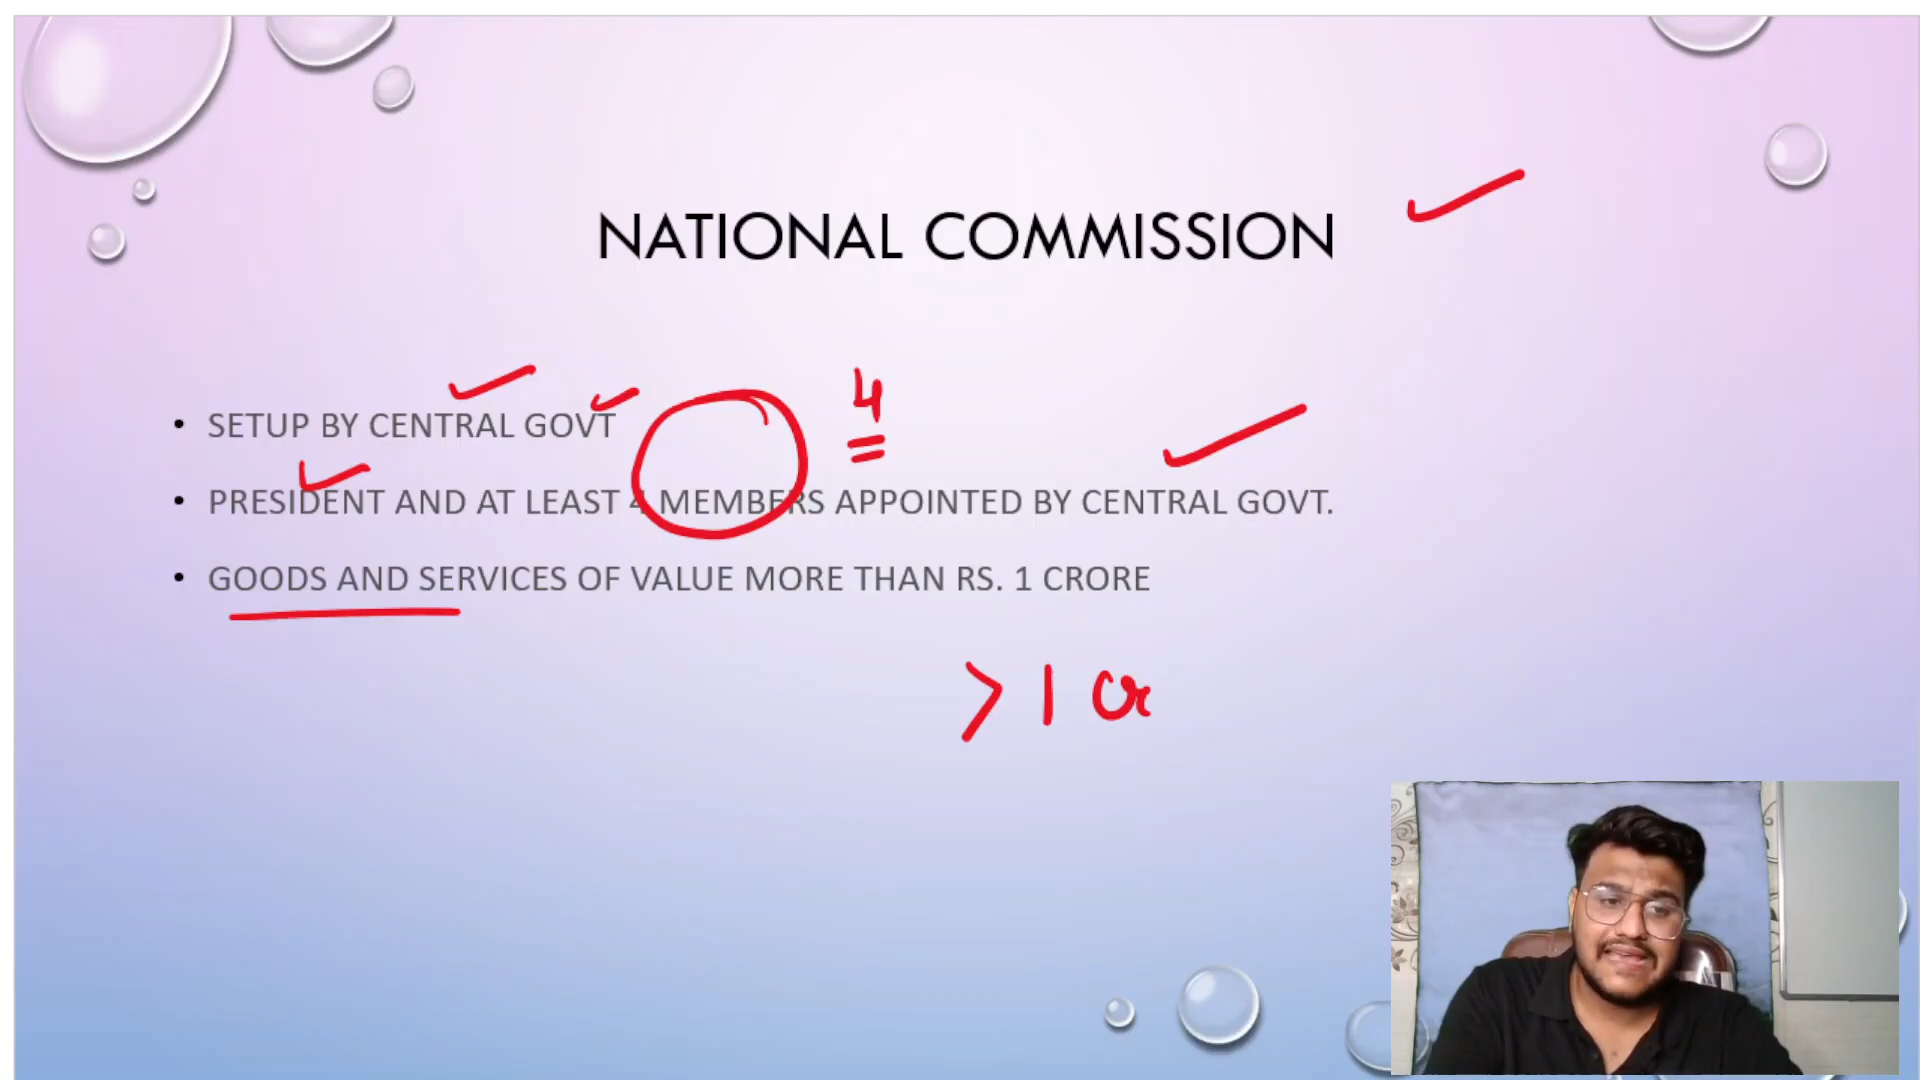 NATIONAL COMMISSION
4
• SETUP BY CENTRAL GOVT
• PRESIDENT AND AT LEAST 4 MEMBERS APPOINTED BY CENTRAL GOVT.
• GOODS AND SERVICES OF VALUE MORE THAN RS. 1 CRORE
> 1 Cr